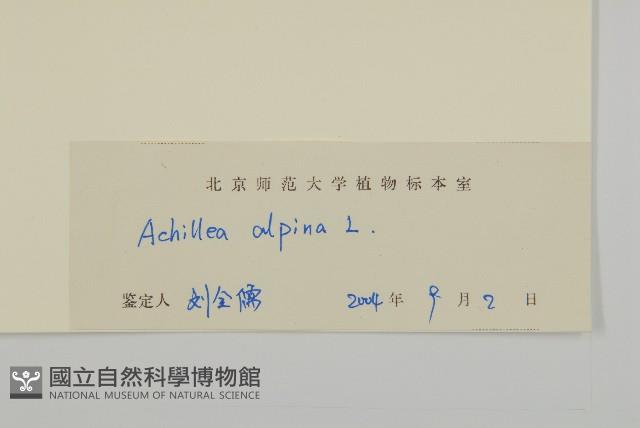 北京师范大学植物标本室
Achillea alpina L.
鉴定人 刘全儒 2004年 9月 2日
國立自然科學博物館
NATIONAL MUSEUM OF NATURAL SCIENCE